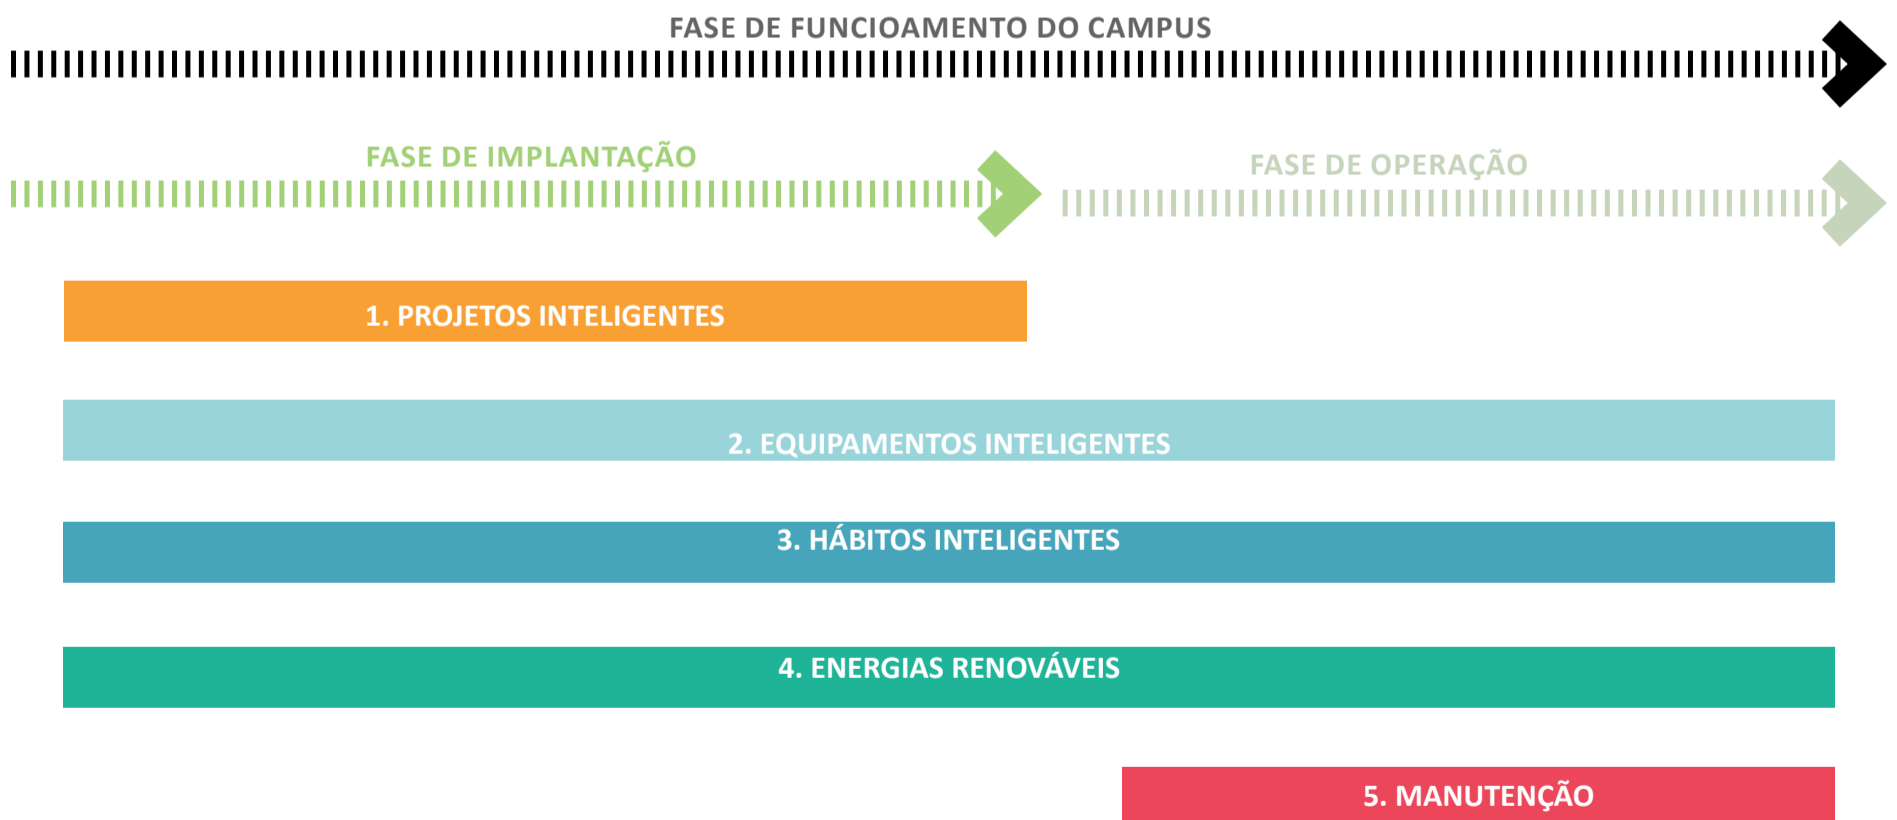 FASE DE FUNCIOAMENTO DO CAMPUS
FASE DE IMPLANTAÇÃO
FASE DE OPERAÇÃO
1. PROJETOS INTELIGENTES
2. EQUIPAMENTOS INTELIGENTES
3. HÁBITOS INTELIGENTES
4. ENERGIAS RENOVÁVEIS
5. MANUTENÇÃO